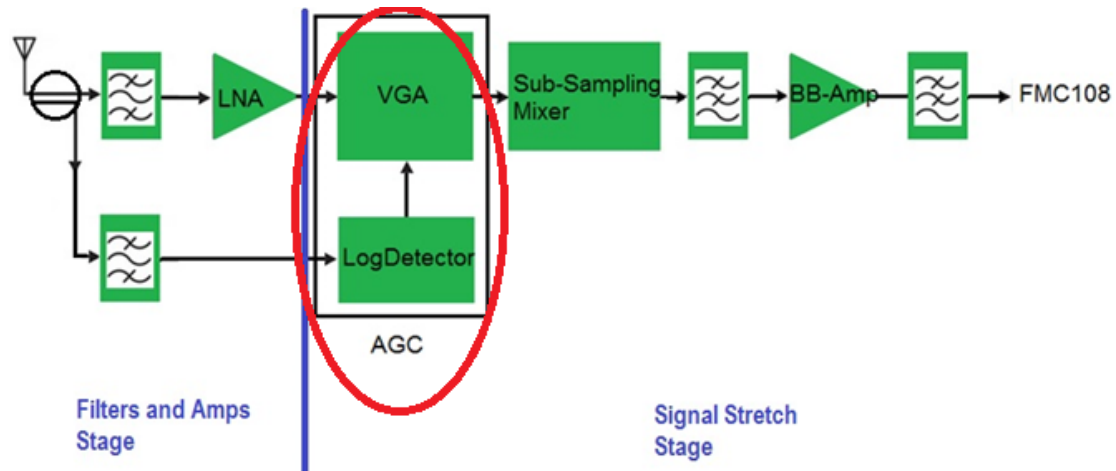 LNA
VGA
Sub-Sampling
Mixer
BB-Amp
FMC108
LogDetector
AGC
Filters and Amps
Stage
Signal Stretch
Stage